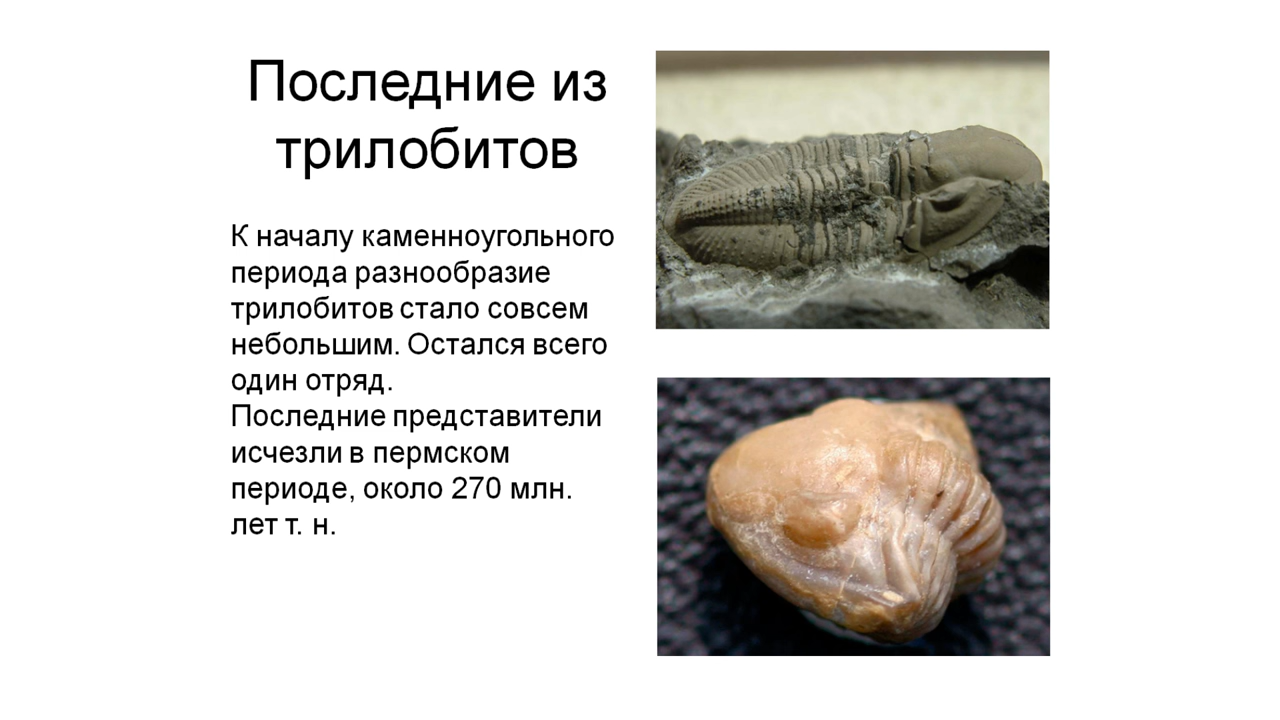 Последние из
трилобитов
К началу каменноугольного
периода разнообразие
трилобитов стало совсем
небольшим. Остался всего
один отряд.
Последние представители
исчезли в пермском
периоде, около 270 млн.
лет т. н.